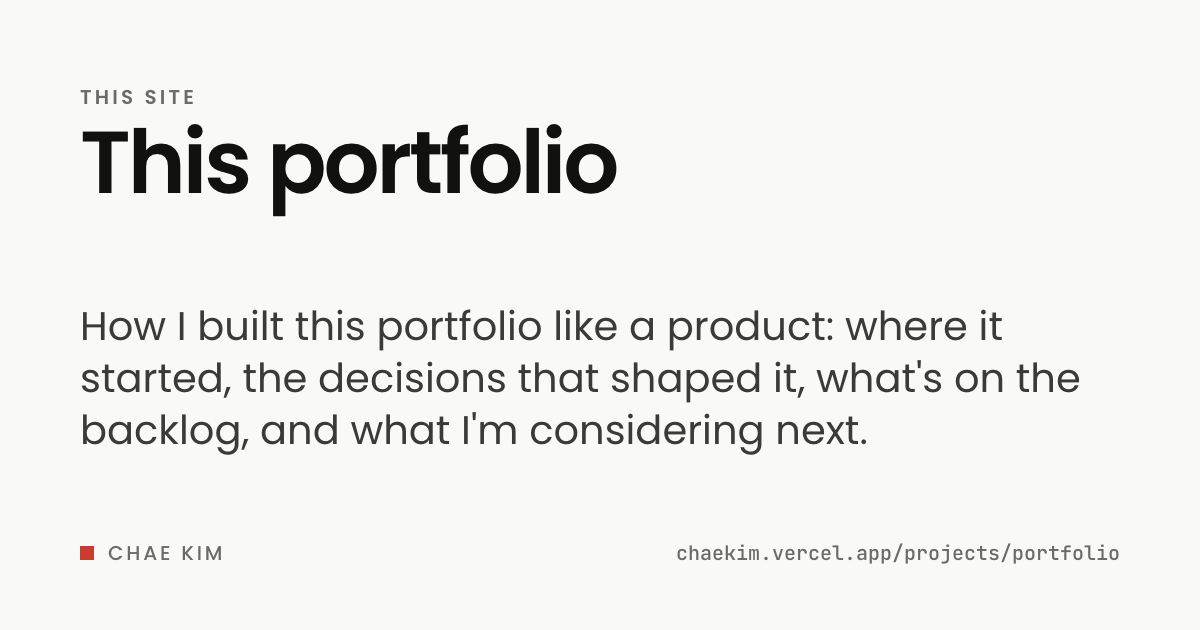 THIS SITE
This portfolio
How I built this portfolio like a product: where it
started, the decisions that shaped it, what's on the
backlog, and what I'm considering next.
CHAE KIM
chaekim.vercel.app/projects/portfolio